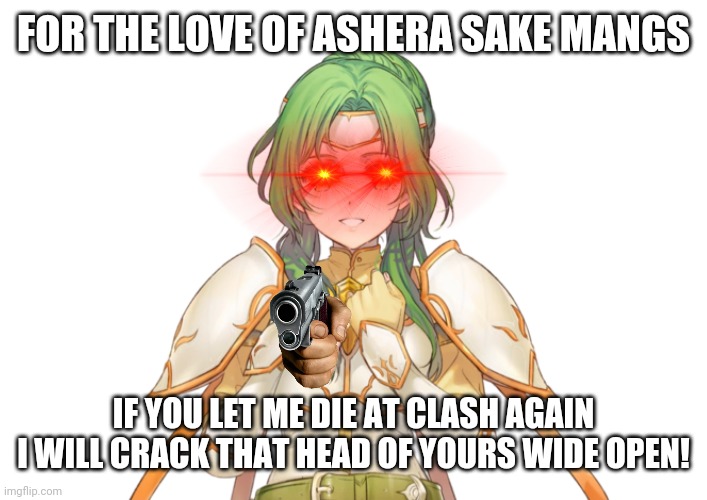 FOR THE LOVE OF ASHERA SAKE MANGS
IF YOU LET ME DIE AT CLASH AGAIN
I WILL CRACK THAT HEAD OF YOURS WIDE OPEN!
imgflip.com